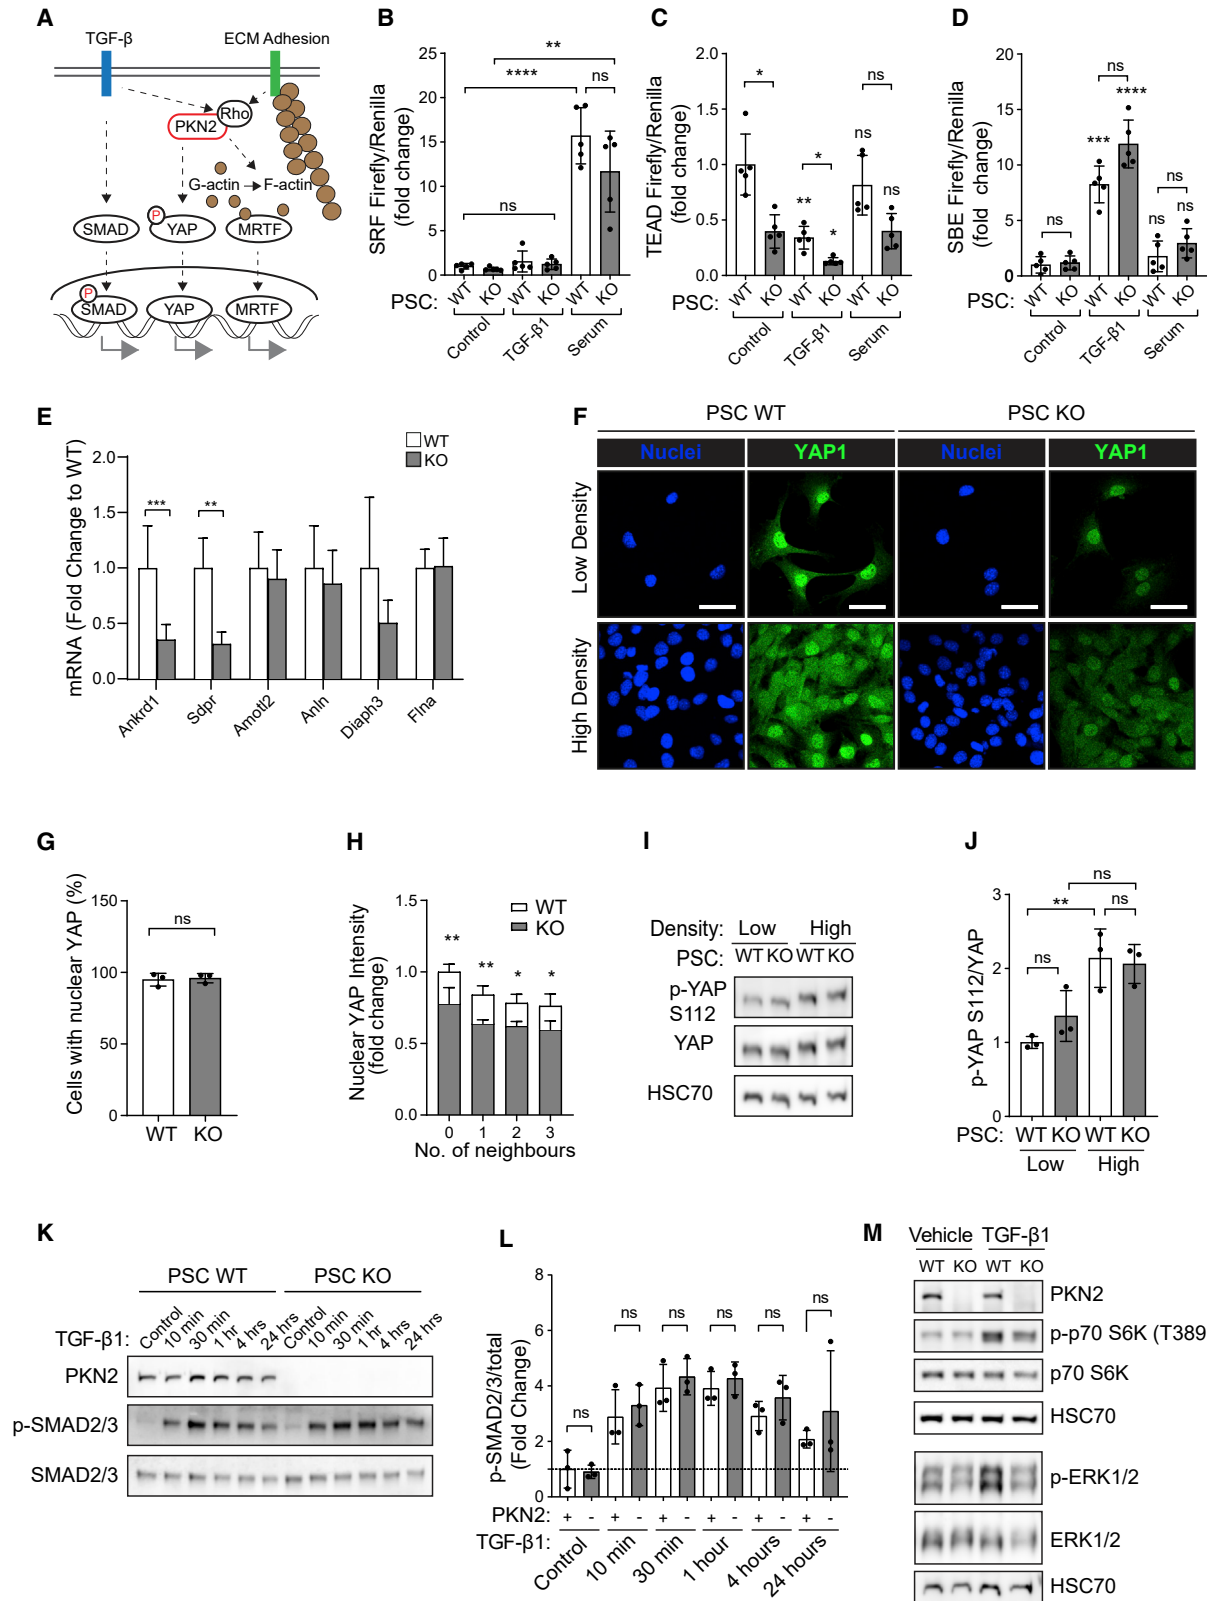 A
TGF-β
ECM Adhesion
Rho
PKN2
G-actin
F-actin
SMAD
P
YAP
MRTF
P
SMAD
YAP
MRTF
B
SRF Firefly/Renilla
(fold change)
25
20
15
10
5
0
**
****
ns
ns
PSC:
WT
KO
WT
KO
WT
KO
Control
TGF-β1
Serum
C
TEAD Firefly/Renilla
(fold change)
2.0
1.5
1.0
0.5
0.0
*
*
**
*
ns
ns
ns
PSC:
WT
KO
WT
KO
WT
KO
Control
TGF-β1
Serum
D
SBE Firefly/Renilla
(fold change)
20
15
10
5
0
ns
ns
****
***
ns
ns
ns
PSC:
WT
KO
WT
KO
WT
KO
Control
TGF-β1
Serum
E
WT
KO
mRNA (Fold Change to WT)
2.0
1.5
1.0
0.5
0.0
***
**
Ankrd1
Sdpr
Amotl2
Anln
Diaph3
Flna
F
PSC WT
PSC KO
Nuclei
YAP1
Nuclei
YAP1
Low Density
High Density
G
Cells with nuclear YAP (%)
150
100
50
0
ns
WT
KO
H
Nuclear YAP Intensity
(fold change)
1.5
1.0
0.5
0.0
WT
KO
**
**
*
*
0
1
2
3
No. of neighbours
I
Density:
Low
High
PSC:
WT KO WT KO
p-YAP
S112
YAP
HSC70
J
p-YAP S112/YAP
3
2
1
0
ns
**
ns
ns
PSC:
WT KO WT KO
Low
High
K
PSC WT
PSC KO
TGF-β1:
Control
10 min
30 min
1 hr
4 hrs
24 hrs
Control
10 min
30 min
1 hr
4 hrs
24 hrs
PKN2
p-SMAD2/3
SMAD2/3
L
p-SMAD2/3/total
(Fold Change)
8
6
4
2
0
ns
ns
ns
ns
ns
ns
PKN2:
+ - + - + - + - + - + -
TGF-β1:
Control
10 min
30 min
1 hour
4 hours
24 hours
M
Vehicle
TGF-β1
WT KO WT KO
PKN2
p-p70 S6K (T389
p70 S6K
HSC70
p-ERK1/2
ERK1/2
HSC70